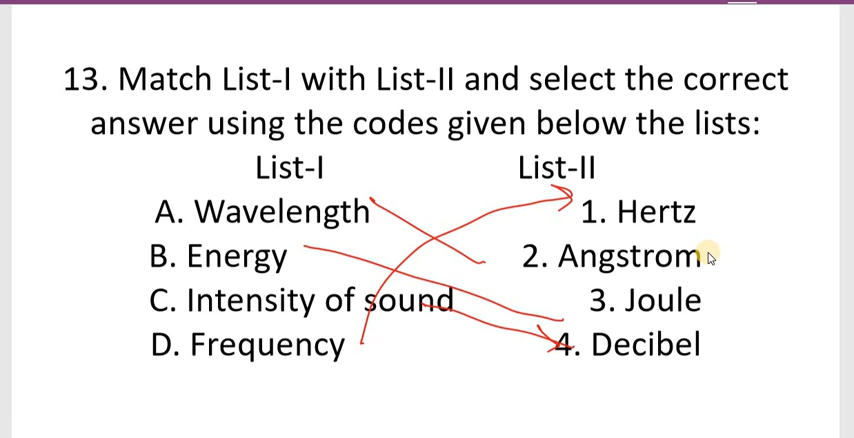 13. Match List-I with List-II and select the correct
answer using the codes given below the lists:
List-I List-II
A. Wavelength 1. Hertz
B. Energy 2. Angstrom
C. Intensity of sound 3. Joule
D. Frequency 4. Decibel